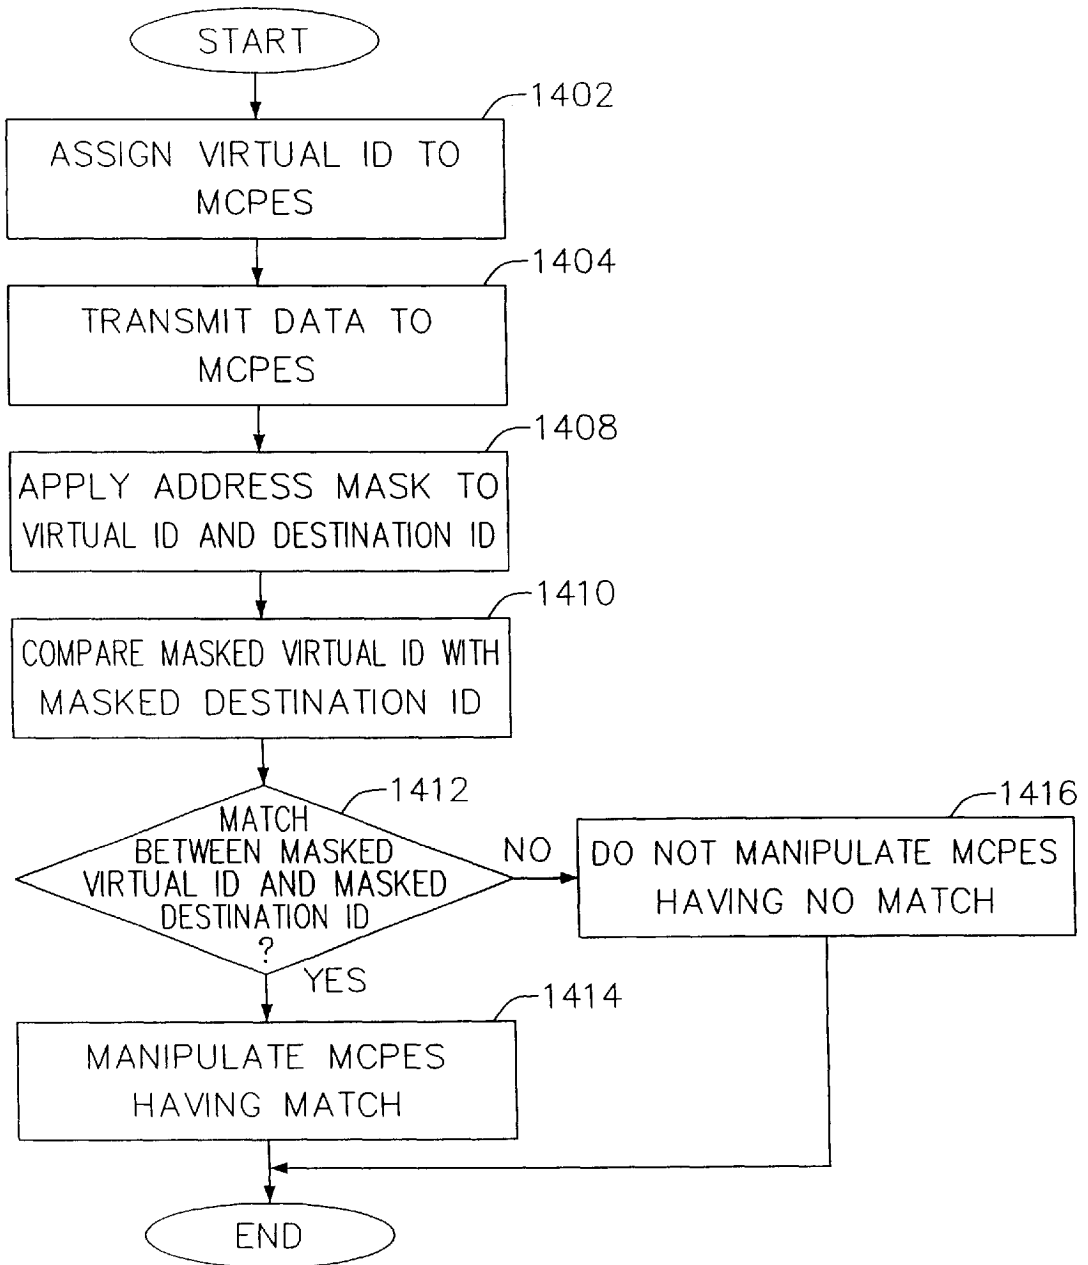 START
1402
ASSIGN VIRTUAL ID TO
MCPES
1404
TRANSMIT DATA TO
MCPES
1408
APPLY ADDRESS MASK TO
VIRTUAL ID AND DESTINATION ID
1410
COMPARE MASKED VIRTUAL ID WITH
MASKED DESTINATION ID
1412
MATCH
BETWEEN MASKED
VIRTUAL ID AND MASKED
DESTINATION ID
?
NO
1416
DO NOT MANIPULATE MCPES
HAVING NO MATCH
YES
1414
MANIPULATE MCPES
HAVING MATCH
END